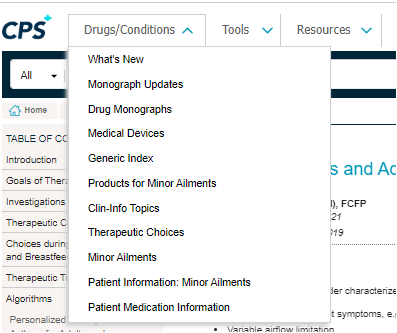 CPS
Drugs/Conditions
Tools
Resources
What's New
Monograph Updates
Drug Monographs
Medical Devices
Generic Index
Products for Minor Ailments
Clin-Info Topics
Therapeutic Choices
Minor Ailments
Patient Information: Minor Ailments
Patient Medication Information
All
Home
TABLE OF CO
Introduction
Goals of Thera
Investigations
Therapeutic C
Choices during
and Breastfee
Therapeutic T
Algorithms
Personalized
s and Ad
), FCFP
21
019
der characterize
t symptoms, e.g
Variable airflow limitation